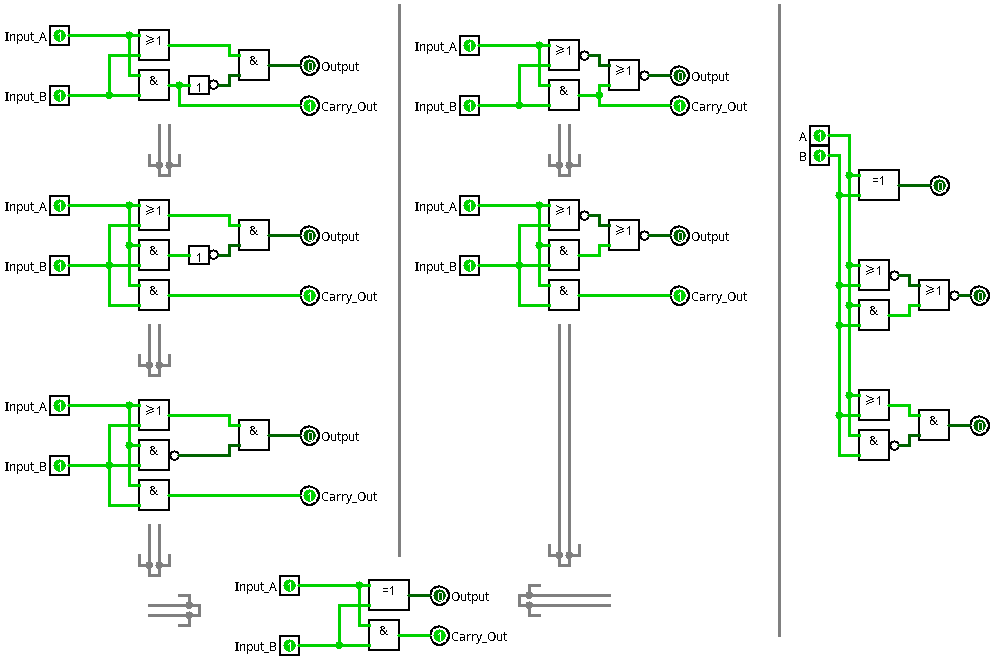 Input_A 1 ≥1 & 0 Output
Input_B 1 & 1 1 Carry_Out
Input_A 1 ≥1 & 0 Output
Input_B 1 & 1
& 1 Carry_Out
Input_A 1 ≥1 & 0 Output
Input_B 1 &
& 1 Carry_Out
Input_A 1 ≥1 ≥1 0 Output
Input_B 1 & 1 Carry_Out
Input_A 1 ≥1 ≥1 0 Output
Input_B 1 &
& 1 Carry_Out
Input_A 1 =1 0 Output
Input_B 1 & 1 Carry_Out
A 1
B 1
=1 0
≥1 ≥1 0
&
≥1 & 0
&